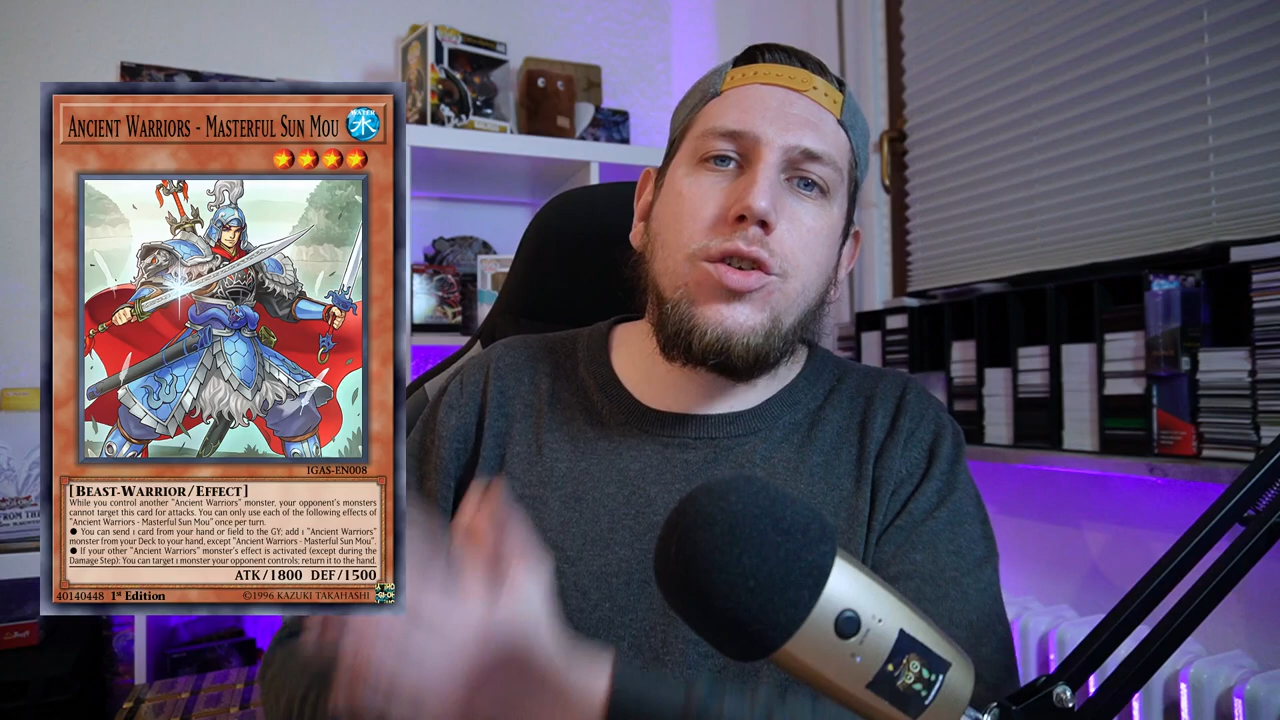 ANCIENT WARRIORS - MASTERFUL SUN MOU
WATER
水
IGAS-EN008
[BEAST-WARRIOR/EFFECT]
While you control another "Ancient Warriors" monster, your opponent's monsters
cannot target this card for attacks. You can only use each of the following effects of
"Ancient Warriors - Masterful Sun Mou" once per turn.
● You can send 1 card from your hand or field to the GY; add 1 "Ancient Warriors"
monster from your Deck to your hand, except "Ancient Warriors - Masterful Sun Mou".
● If your other "Ancient Warriors" monster's effect is activated (except during the
Damage Step): You can target 1 monster your opponent controls; return it to the hand.
ATK/1800 DEF/1500
40140448 1st Edition
©1996 KAZUKI TAKAHASHI